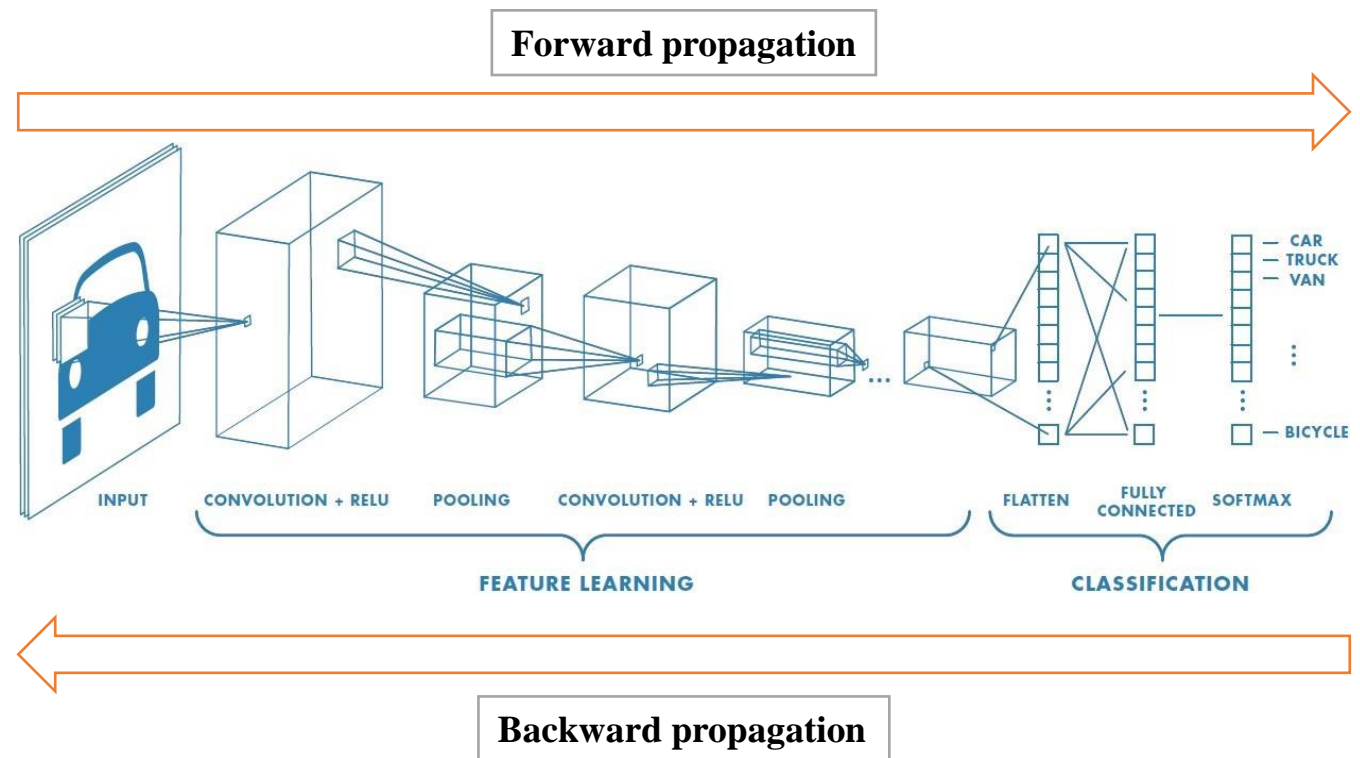 Forward propagation
CAR
TRUCK
VAN
BICYCLE
INPUT
CONVOLUTION + RELU
POOLING
CONVOLUTION + RELU
POOLING
FLATTEN
FULLY
CONNECTED
SOFTMAX
FEATURE LEARNING
CLASSIFICATION
Backward propagation